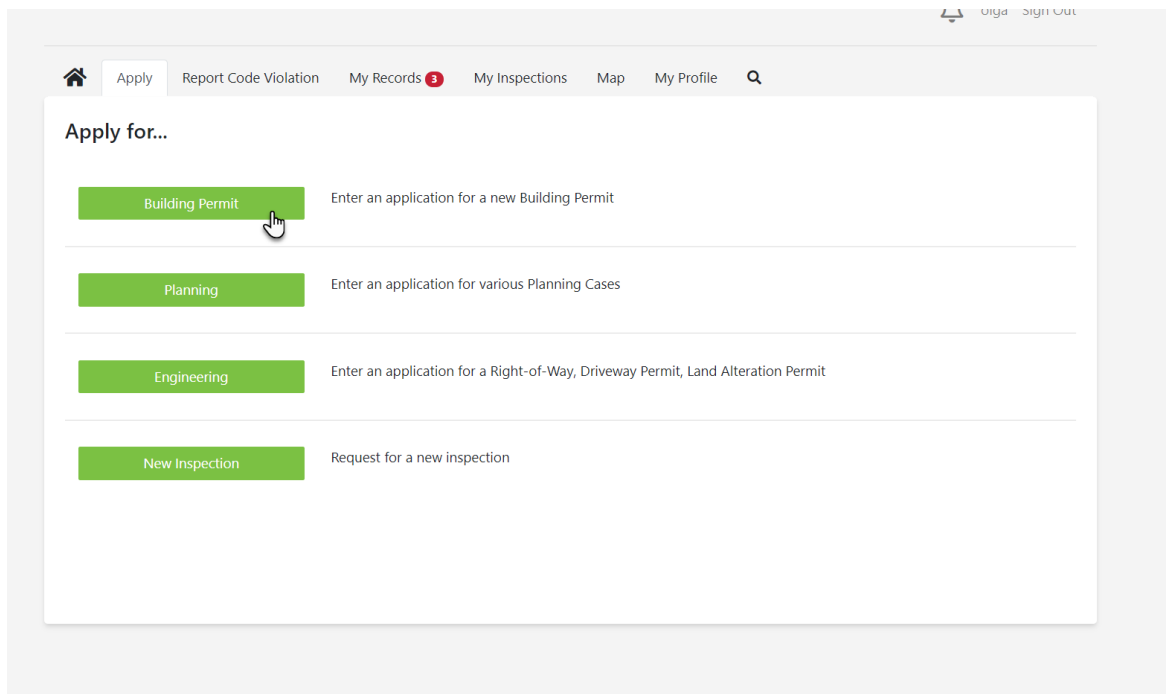 olga Sign Out
Apply Report Code Violation My Records 3 My Inspections Map My Profile
Apply for...
Building Permit Enter an application for a new Building Permit
Planning Enter an application for various Planning Cases
Engineering Enter an application for a Right-of-Way, Driveway Permit, Land Alteration Permit
New Inspection Request for a new inspection